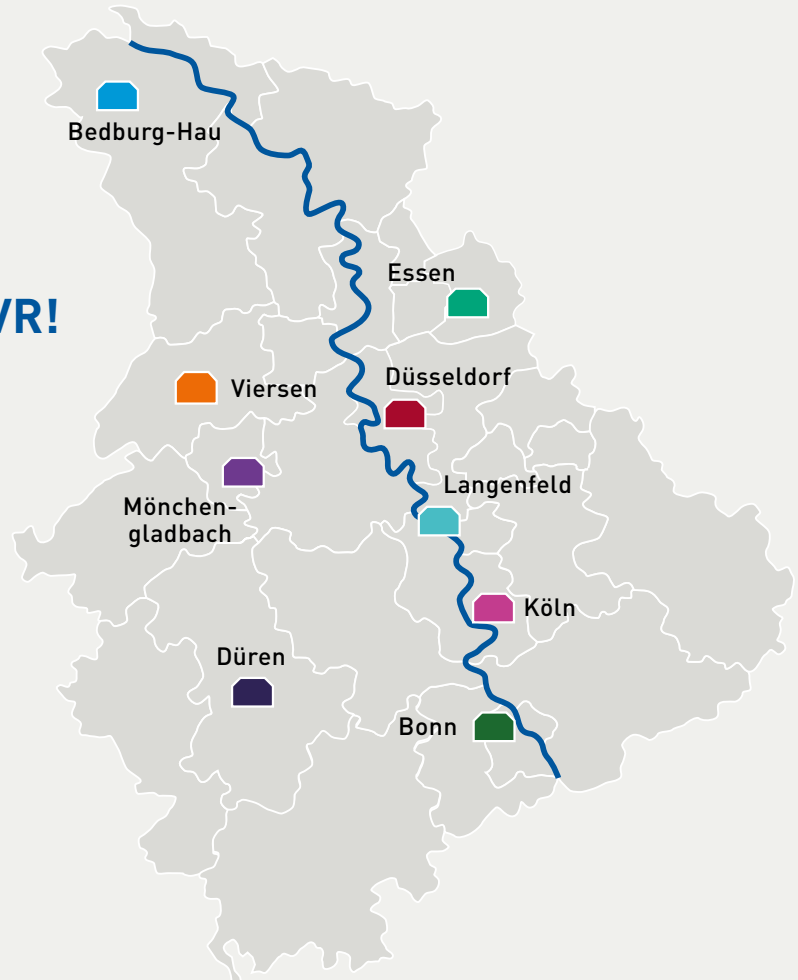 Bedburg-Hau
Essen
VR!
Düsseldorf
Viersen
Langenfeld
Mönchen-
gladbach
Köln
Düren
Bonn